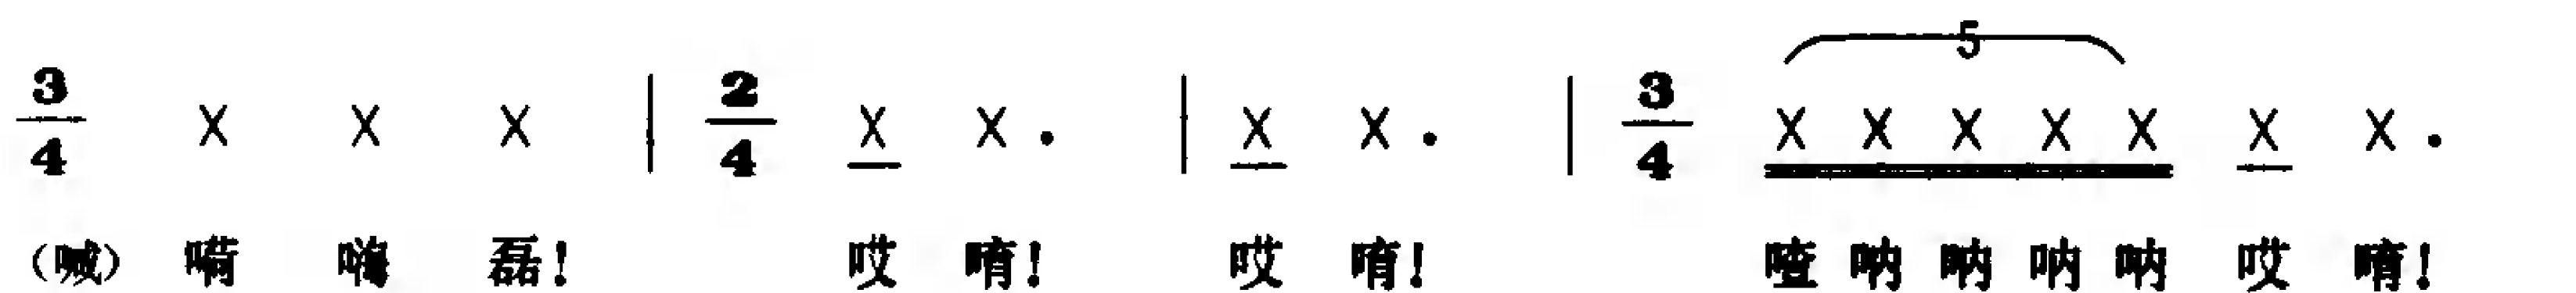 5
3/4 X X X | 2/4 X X. | X X. | 3/4 X X X X X X X.
（喊）嗬 嗨 磊！ 哎 唷！ 哎 唷！ 喳 呐 呐 呐 呐 哎 唷！